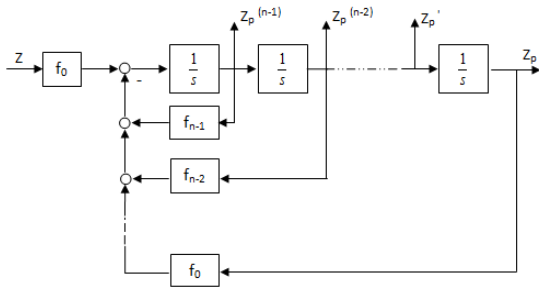 Zₚ⁽ⁿ⁻¹⁾ Zₚ⁽ⁿ⁻²⁾ Zₚ'
Z f₀ - 1/s 1/s 1/s Zₚ
fₙ₋₁
fₙ₋₂
f₀